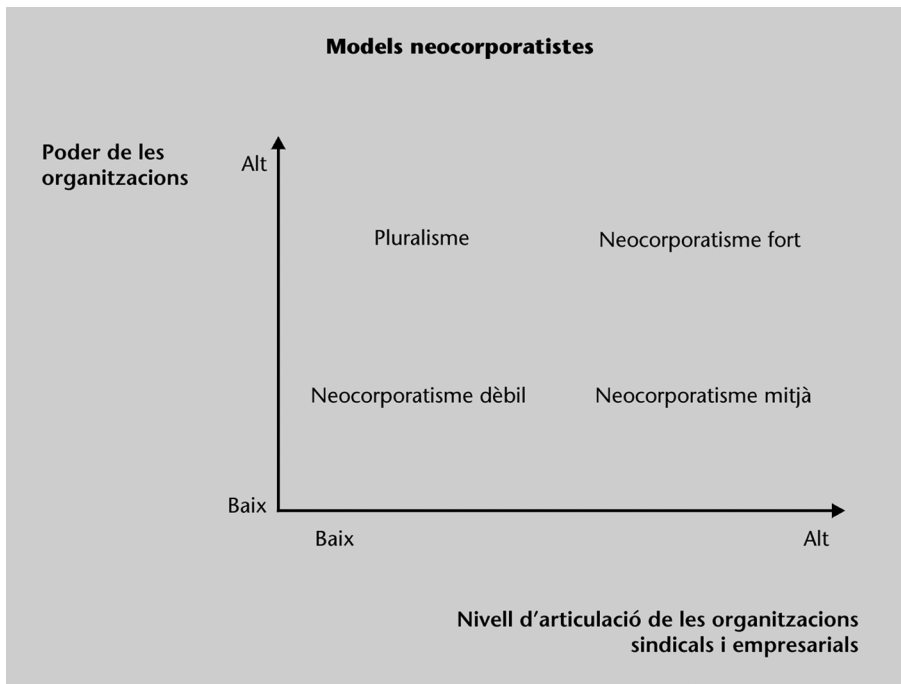 Models neocorporatistes
Poder de les
organitzacions
Alt
Pluralisme
Neocorporatisme fort
Neocorporatisme dèbil
Neocorporatisme mitjà
Baix
Baix
Alt
Nivell d’articulació de les organitzacions
sindicals i empresarials